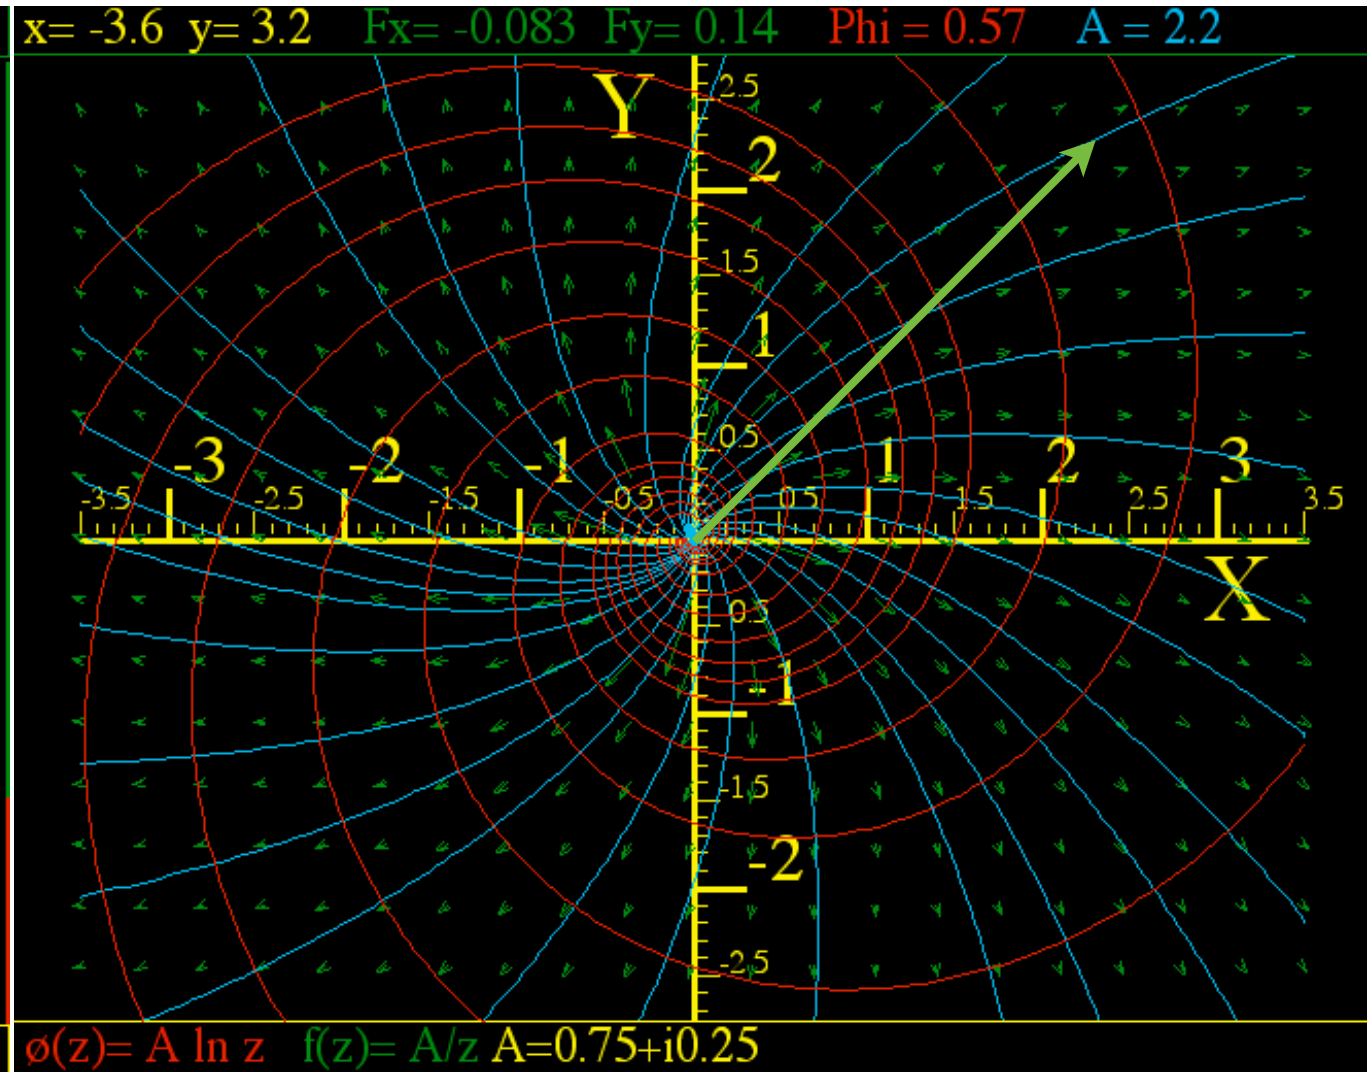 x= -3.6 y= 3.2 Fx= -0.083 Fy= 0.14 Phi = 0.57 A = 2.2
Y
2.5
2
1.5
1
0.5
-3 -2 -1 1 2 3
-3.5 -2.5 -1.5 -0.5 0.5 1.5 2.5 3.5
X
0.5
-1
-1.5
-2
-2.5
ø(z)= A ln z f(z)= A/z A=0.75+i0.25